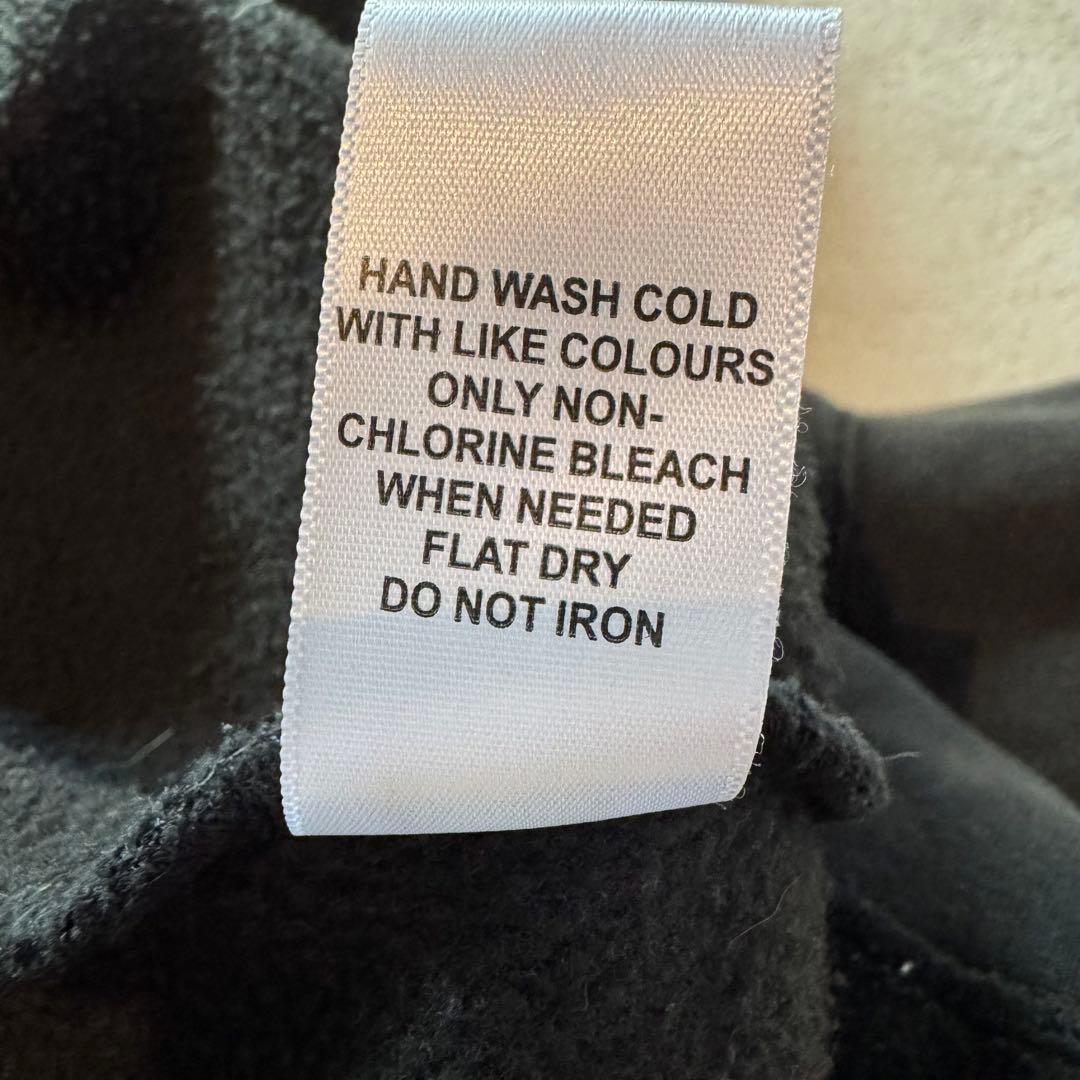 HAND WASH COLD
WITH LIKE COLOURS
ONLY NON-
CHLORINE BLEACH
WHEN NEEDED
FLAT DRY
DO NOT IRON